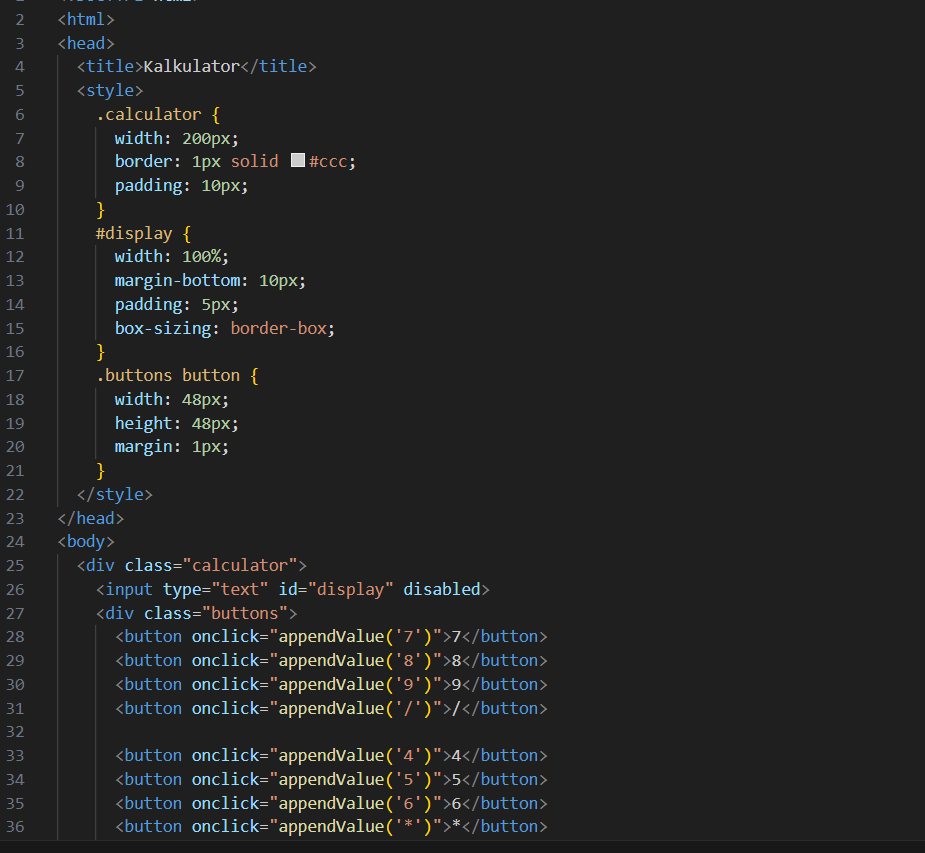 2 <html>
3 <head>
4 <title>Kalkulator</title>
5 <style>
6 .calculator {
7 width: 200px;
8 border: 1px solid #ccc;
9 padding: 10px;
10 }
11 #display {
12 width: 100%;
13 margin-bottom: 10px;
14 padding: 5px;
15 box-sizing: border-box;
16 }
17 .buttons button {
18 width: 48px;
19 height: 48px;
20 margin: 1px;
21 }
22 </style>
23 </head>
24 <body>
25 <div class="calculator">
26 <input type="text" id="display" disabled>
27 <div class="buttons">
28 <button onclick="appendValue('7')">7</button>
29 <button onclick="appendValue('8')">8</button>
30 <button onclick="appendValue('9')">9</button>
31 <button onclick="appendValue('/')">/</button>
32
33 <button onclick="appendValue('4')">4</button>
34 <button onclick="appendValue('5')">5</button>
35 <button onclick="appendValue('6')">6</button>
36 <button onclick="appendValue('*')">*</button>